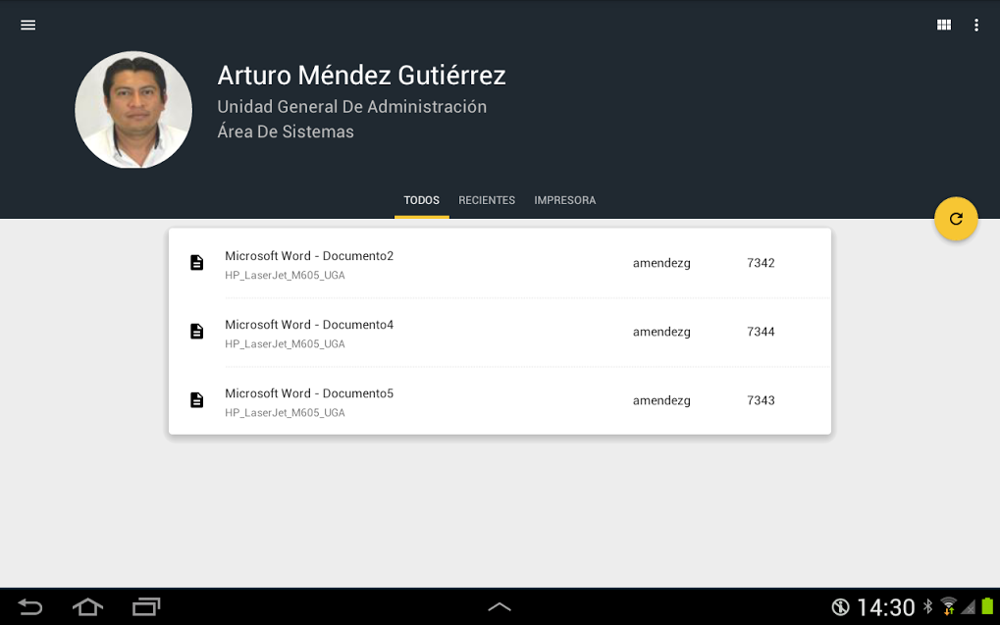 Arturo Méndez Gutiérrez
Unidad General De Administración
Área De Sistemas
TODOS RECIENTES IMPRESORA
Microsoft Word - Documento2 amendezg 7342
HP_LaserJet_M605_UGA
Microsoft Word - Documento4 amendezg 7344
HP_LaserJet_M605_UGA
Microsoft Word - Documento5 amendezg 7343
HP_LaserJet_M605_UGA
14:30